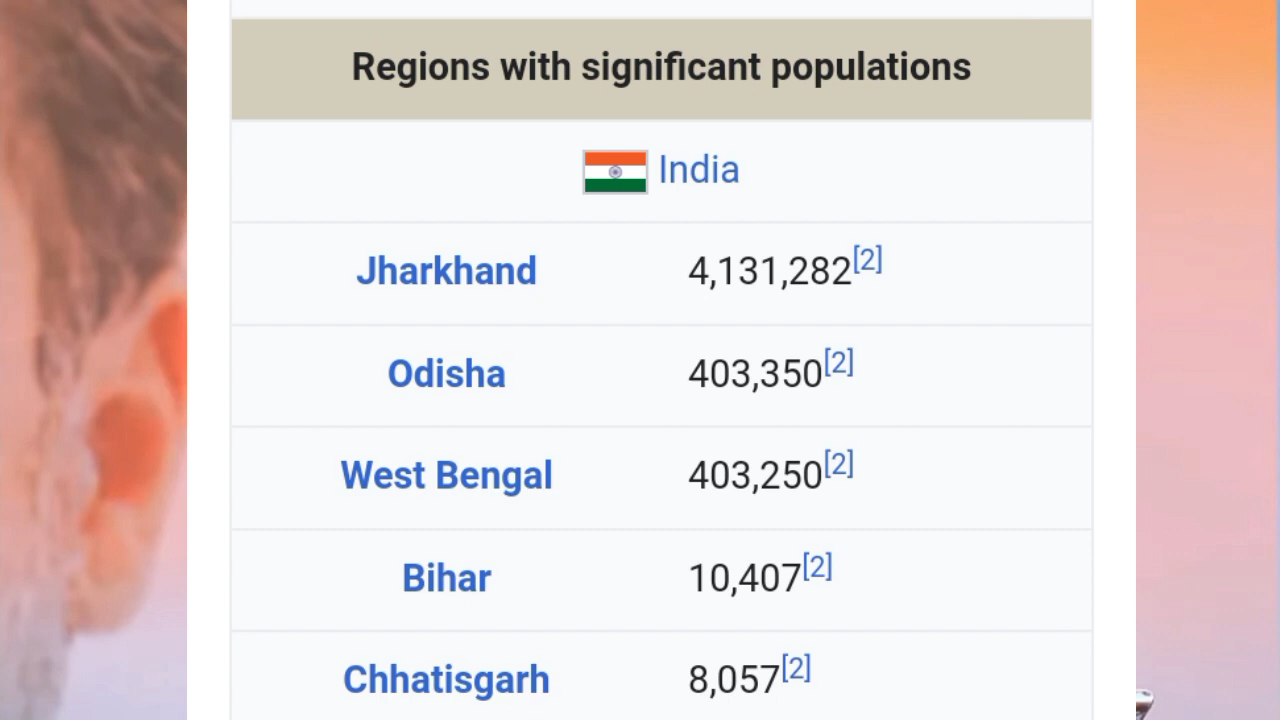 Regions with significant populations
India
Jharkhand 4,131,282[2]
Odisha 403,350[2]
West Bengal 403,250[2]
Bihar 10,407[2]
Chhatisgarh 8,057[2]